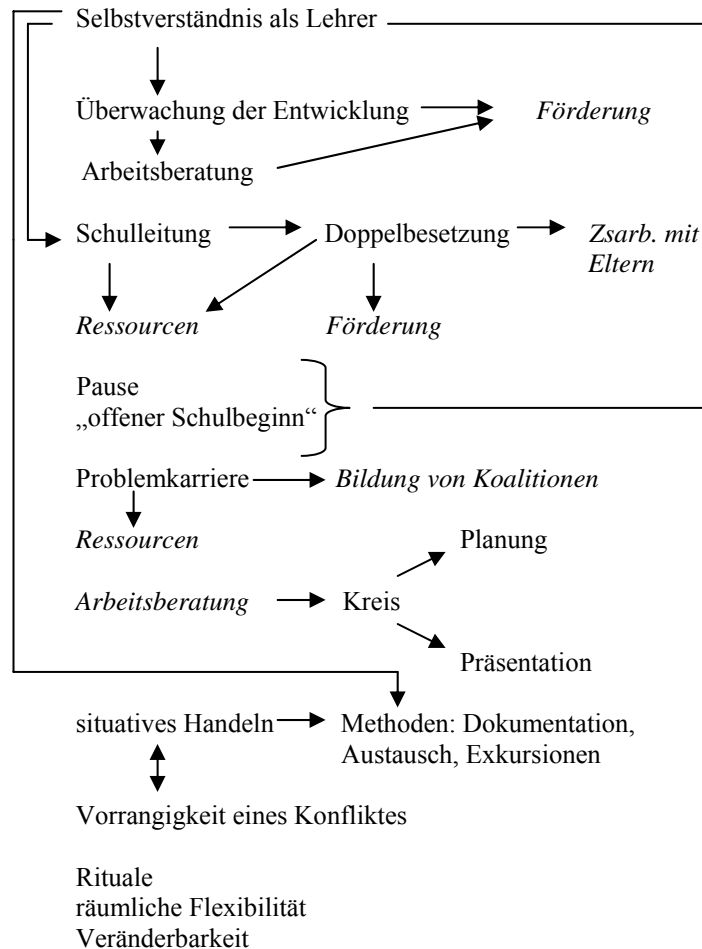 Selbstverständnis als Lehrer
Überwachung der Entwicklung Förderung
Arbeitsberatung
Schulleitung Doppelbesetzung Zsarb. mit
Eltern
Ressourcen Förderung
Pause
„offener Schulbeginn“
Problemkarriere Bildung von Koalitionen
Ressourcen Planung
Arbeitsberatung Kreis
Präsentation
situatives Handeln Methoden: Dokumentation,
Austausch, Exkursionen
Vorrangigkeit eines Konfliktes
Rituale
räumliche Flexibilität
Veränderbarkeit